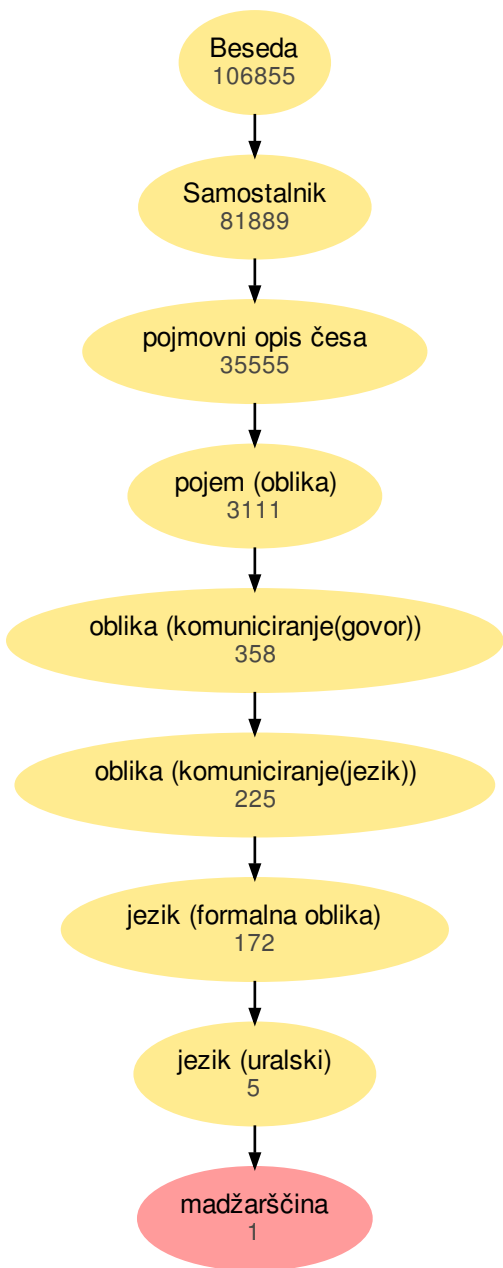 Beseda
106855
Samostalnik
81889
pojmovni opis česa
35555
pojem (oblika)
3111
oblika (komuniciranje(govor))
358
oblika (komuniciranje(jezik))
225
jezik (formalna oblika)
172
jezik (uralski)
5
madžarščina
1